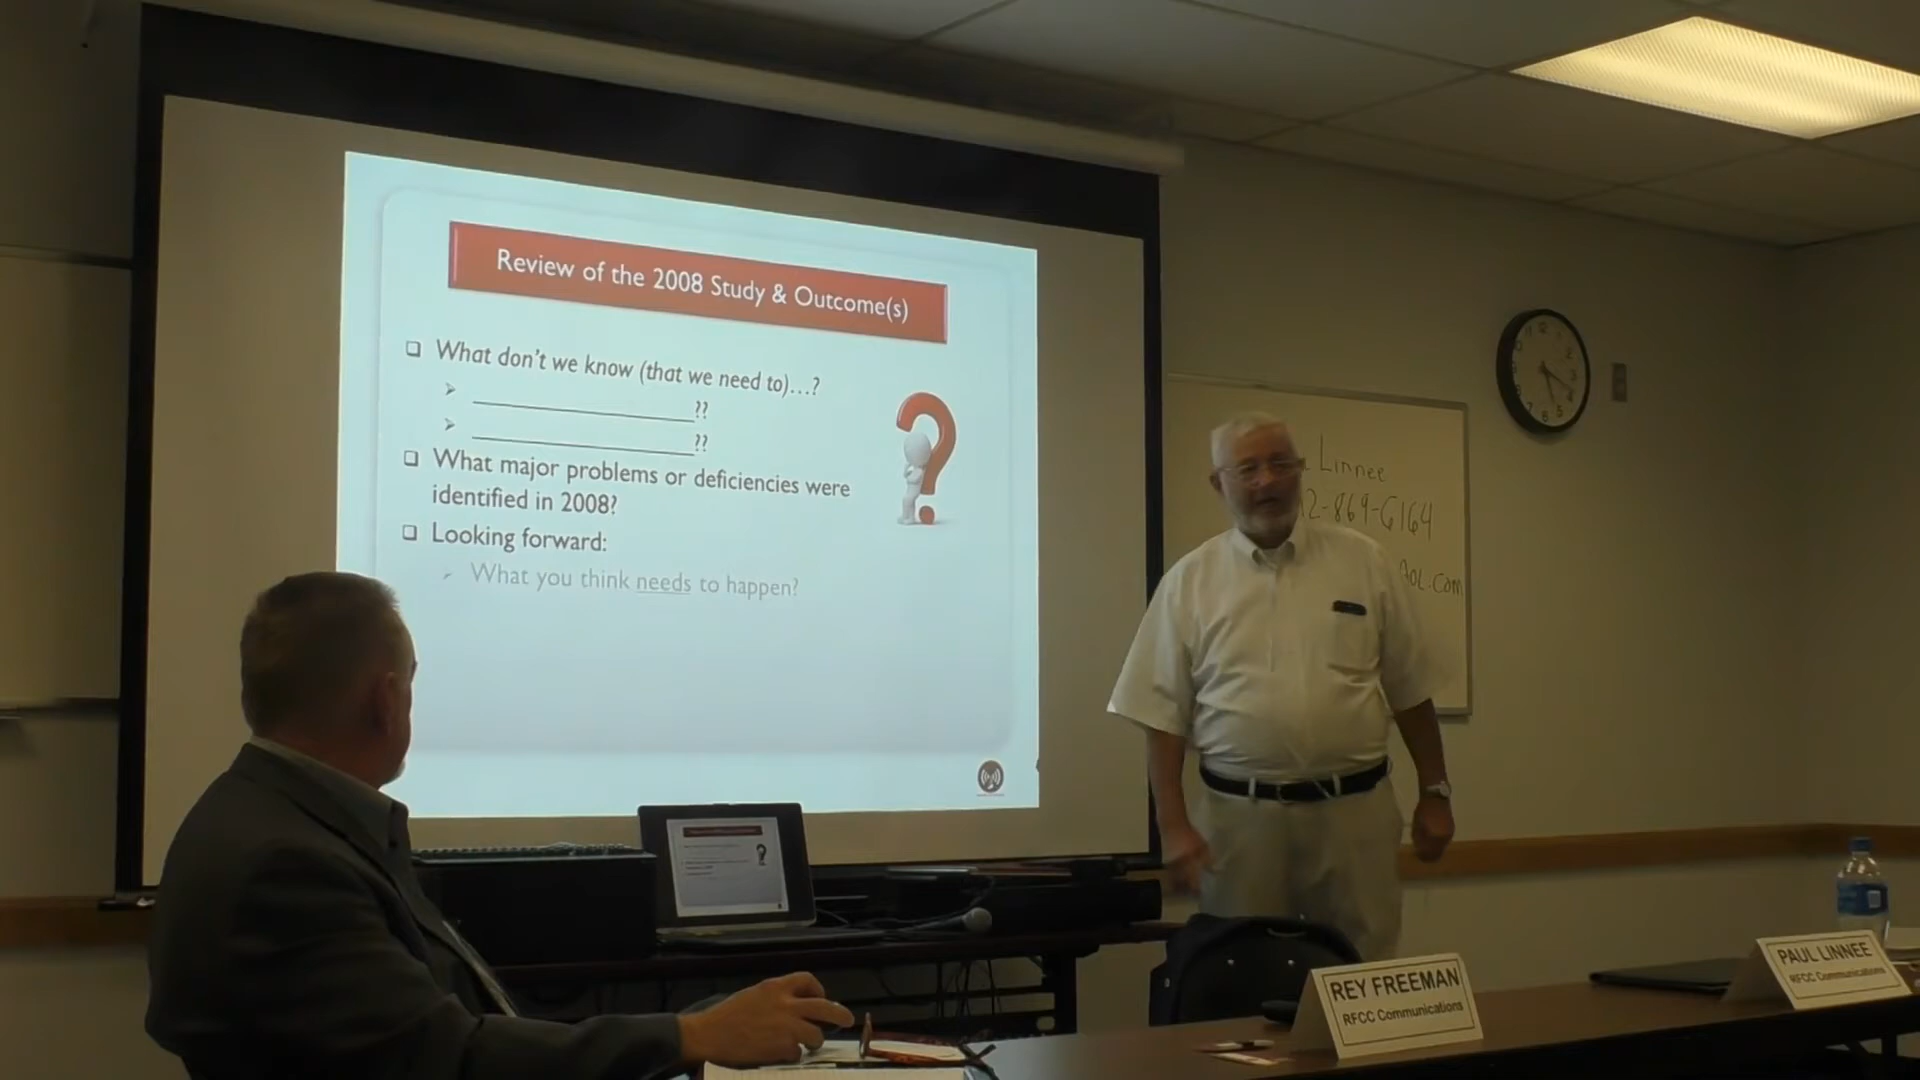 Review of the 2008 Study & Outcome(s)
What don't we know (that we need to)...?
____________________??
____________________??
What major problems or deficiencies were
identified in 2008?
Looking forward:
What you think needs to happen?
Linnee
2-869-6164
AOL.com
REY FREEMAN
RFCC Communications
PAUL LINNEE
RFCC Communications